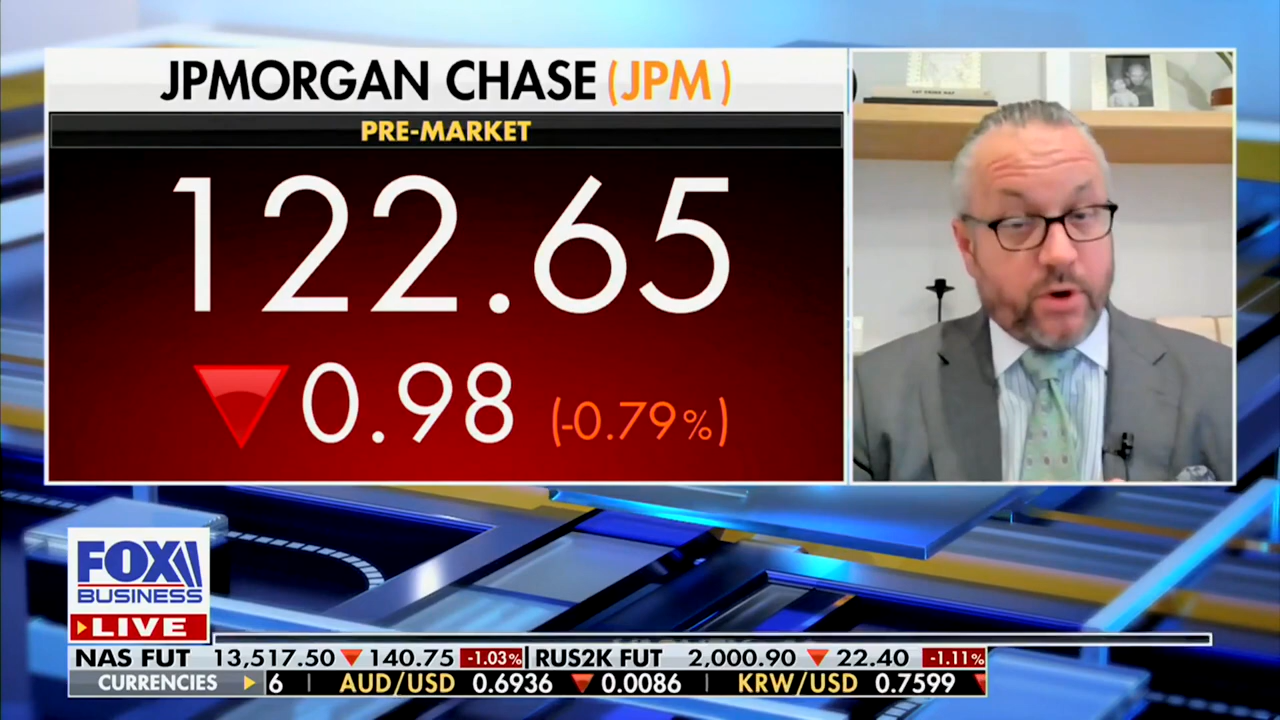 JPMORGAN CHASE (JPM)
PRE-MARKET
122.65
▼ 0.98 (-0.79%)
FOX
BUSINESS
LIVE
NAS FUT 13,517.50 ▼ 140.75 -1.03% RUS2K FUT 2,000.90 ▼ 22.40 -1.11%
CURRENCIES 6 | AUD/USD 0.6936 ▼ 0.0086 | KRW/USD 0.7599